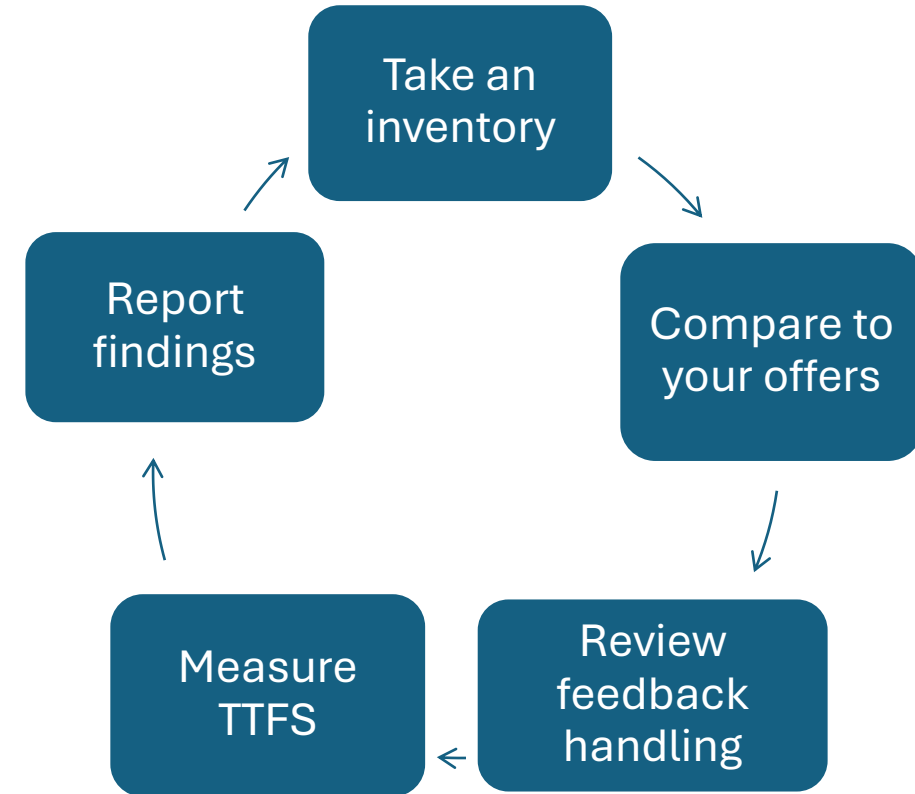 Take an
inventory
Compare to
your offers
Review
feedback
handling
Measure
TTFS
Report
findings